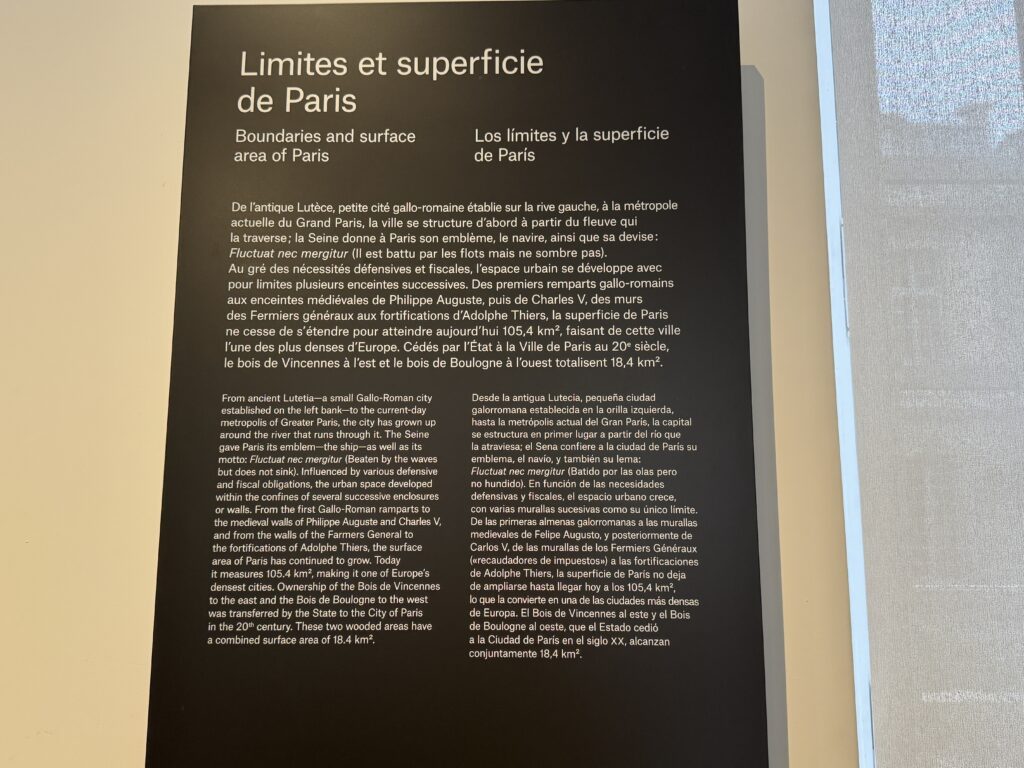 Limites et superficie
de Paris
Boundaries and surface
area of Paris
Los límites y la superficie
de París
De l'antique Lutèce, petite cité gallo-romaine établie sur la rive gauche, à la métropole
actuelle du Grand Paris, la ville se structure d'abord à partir du fleuve qui
la traverse ; la Seine donne à Paris son emblème, le navire, ainsi que sa devise :
Fluctuat nec mergitur (Il est battu par les flots mais ne sombre pas).
Au gré des nécessités défensives et fiscales, l'espace urbain se développe avec
pour limites plusieurs enceintes successives. Des premiers remparts gallo-romains
aux enceintes médiévales de Philippe Auguste, puis de Charles V, des murs
des Fermiers généraux aux fortifications d'Adolphe Thiers, la superficie de Paris
ne cesse de s'étendre pour atteindre aujourd'hui 105,4 km², faisant de cette ville
l'une des plus denses d'Europe. Cédés par l'État à la Ville de Paris au 20e siècle,
le bois de Vincennes à l'est et le bois de Boulogne à l'ouest totalisent 18,4 km².
From ancient Lutetia—a small Gallo-Roman city
established on the left bank—to the current-day
metropolis of Greater Paris, the city has grown up
around the river that runs through it. The Seine
gave Paris its emblem—the ship—as well as its
motto: Fluctuat nec mergitur (Beaten by the waves
but does not sink). Influenced by various defensive
and fiscal obligations, the urban space developed
within the confines of several successive enclosures
or walls. From the first Gallo-Roman ramparts to
the medieval walls of Philippe Auguste and Charles V,
and from the walls of the Farmers General to
the fortifications of Adolphe Thiers, the surface
area of Paris has continued to grow. Today
it measures 105.4 km², making it one of Europe's
densest cities. Ownership of the Bois de Vincennes
to the east and the Bois de Boulogne to the west
was transferred by the State to the City of Paris
in the 20th century. These two wooded areas have
a combined surface area of 18.4 km².
Desde la antigua Lutecia, pequeña ciudad
galorromana establecida en la orilla izquierda,
hasta la metrópolis actual del Gran París, la capital
se estructura en primer lugar a partir del río que
la atraviesa; el Sena confiere a la ciudad de París su
emblema, el navío, y también su lema:
Fluctuat nec mergitur (Batido por las olas pero
no hundido). En función de las necesidades
defensivas y fiscales, el espacio urbano crece,
con varias murallas sucesivas como su único límite.
De las primeras almenas galorromanas a las murallas
medievales de Felipe Augusto, y posteriormente de
Carlos V, de las murallas de los Fermiers Généraux
(«recaudadores de impuestos») a las fortificaciones
de Adolphe Thiers, la superficie de París no deja
de ampliarse hasta llegar hoy a los 105,4 km²,
lo que la convierte en una de las ciudades más densas
de Europa. El Bois de Vincennes al este y el Bois
de Boulogne al oeste, que el Estado cedió
a la Ciudad de París en el siglo XX, alcanzan
conjuntamente 18,4 km².